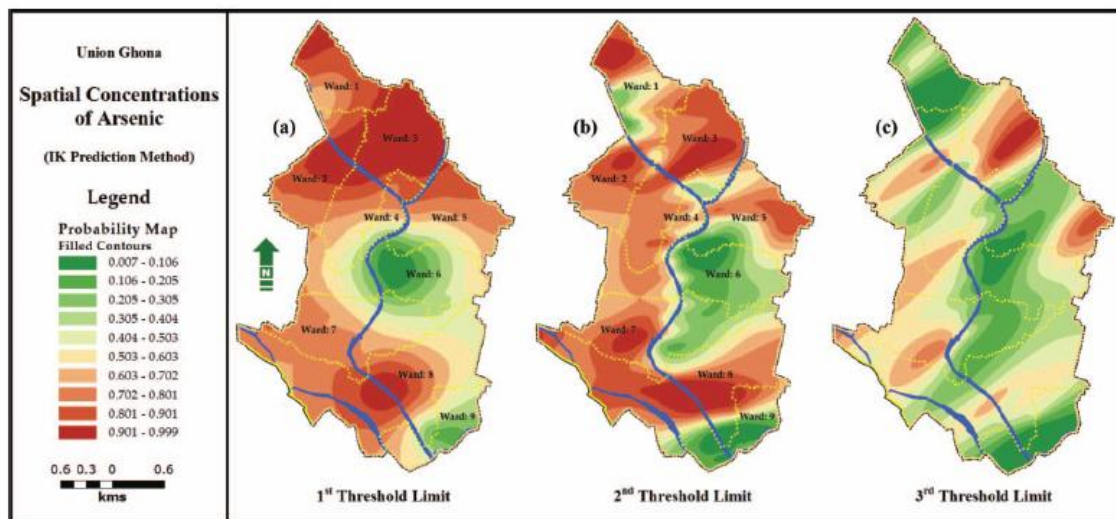 Union Ghona
Spatial Concentrations
of Arsenic
(IK Prediction Method)
Legend
Probability Map
Filled Contours
0.007 - 0.106
0.106 - 0.205
0.205 - 0.305
0.305 - 0.404
0.404 - 0.503
0.503 - 0.603
0.603 - 0.702
0.702 - 0.801
0.801 - 0.901
0.901 - 0.999
0.6 0.3 0 0.6
kms
N
(a)
Ward: 1
Ward: 3
Ward: 2
Ward: 4
Ward: 5
Ward: 6
Ward: 7
Ward: 8
Ward: 9
1st Threshold Limit
(b)
Ward: 1
Ward: 3
Ward: 2
Ward: 4
Ward: 5
Ward: 6
Ward: 7
Ward: 8
Ward: 9
2nd Threshold Limit
(c)
3rd Threshold Limit